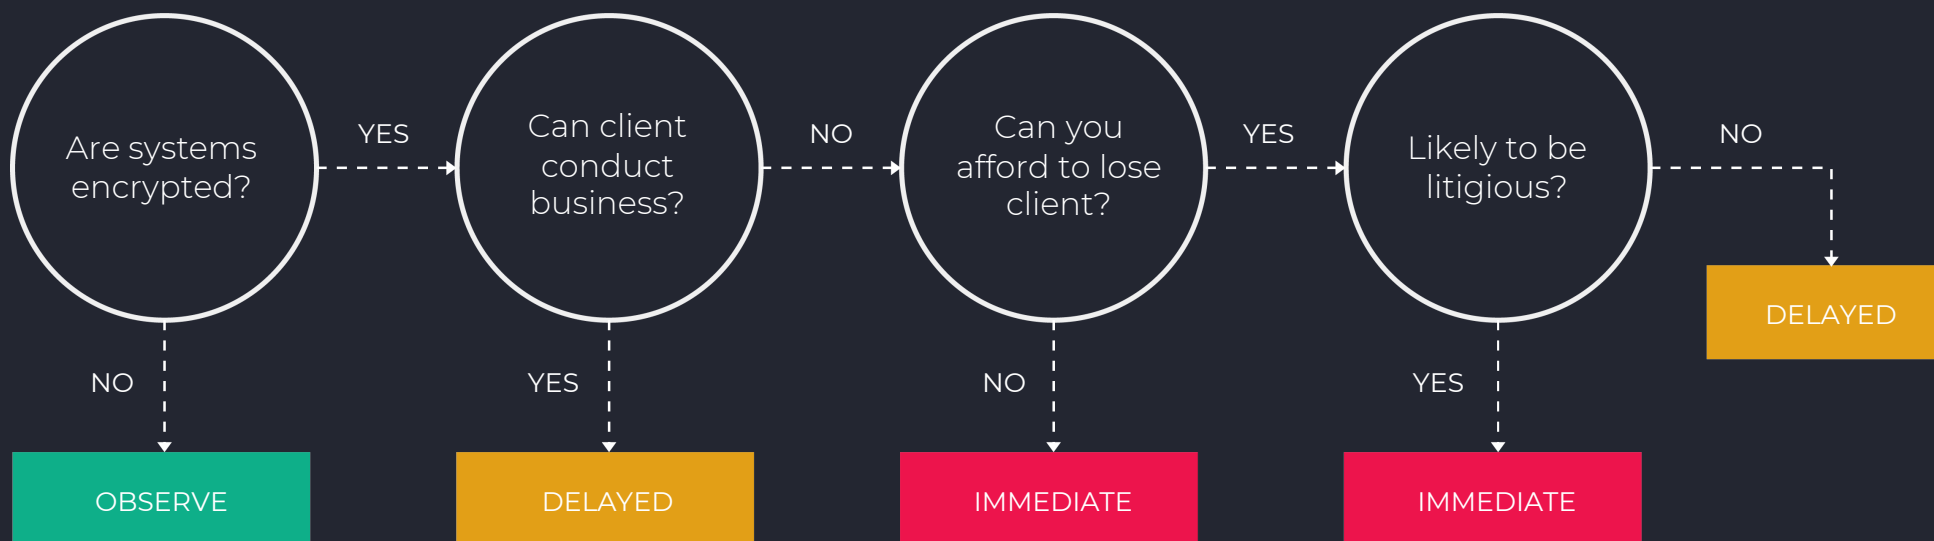 Are systems
encrypted?
YES
Can client
conduct
business?
NO
Can you
afford to lose
client?
YES
Likely to be
litigious?
NO
DELAYED
NO
YES
NO
YES
OBSERVE
DELAYED
IMMEDIATE
IMMEDIATE